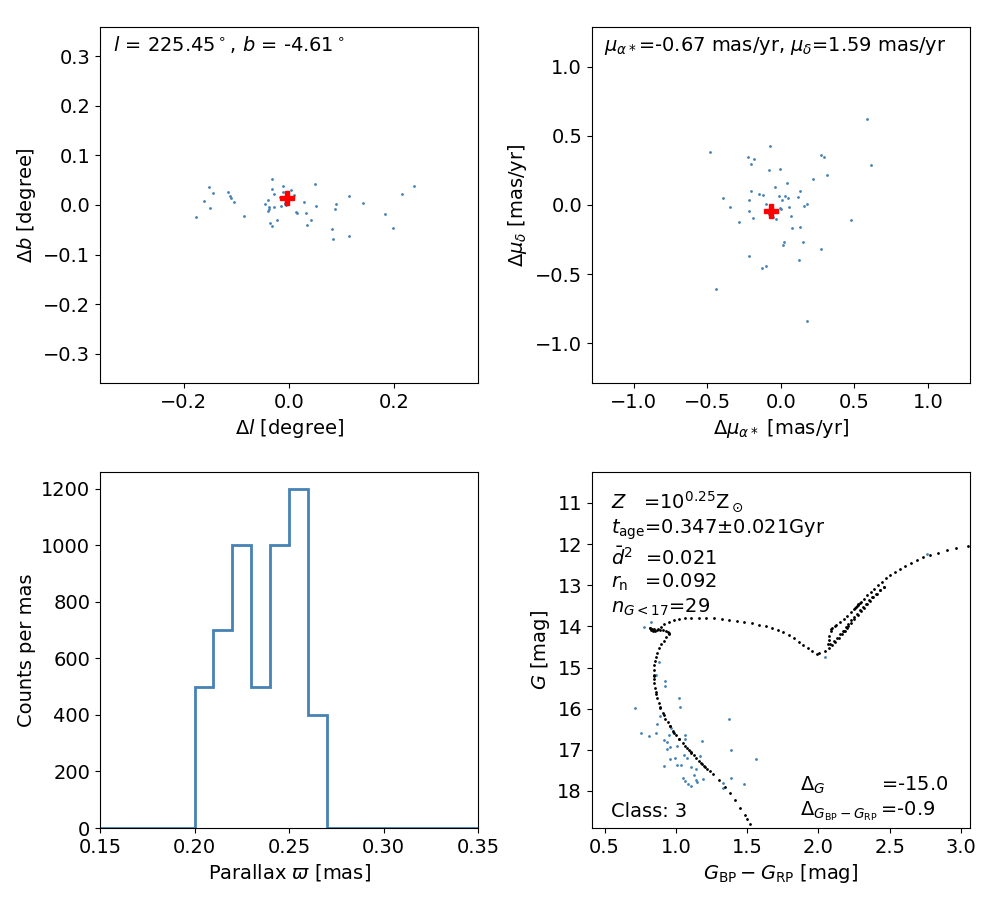 l = 225.45°, b = -4.61°
0.3
0.2
0.1
0.0
−0.1
−0.2
−0.3
Δb [degree]
−0.2 0.0 0.2
Δl [degree]
μα*=-0.67 mas/yr, μδ=1.59 mas/yr
1.0
0.5
0.0
−0.5
−1.0
Δμδ [mas/yr]
−1.0 −0.5 0.0 0.5 1.0
Δμα* [mas/yr]
1200
1000
800
600
400
200
0
Counts per mas
0.15 0.20 0.25 0.30 0.35
Parallax ϖ [mas]
Z =10^0.25 Z⊙
t_age=0.347±0.021Gyr
d̄² =0.021
r_n =0.092
n_G<17=29
11
12
13
14
15
16
17
18
G [mag]
Δ_G =-15.0
Class: 3
Δ_G_BP−G_RP =-0.9
0.5 1.0 1.5 2.0 2.5 3.0
G_BP − G_RP [mag]